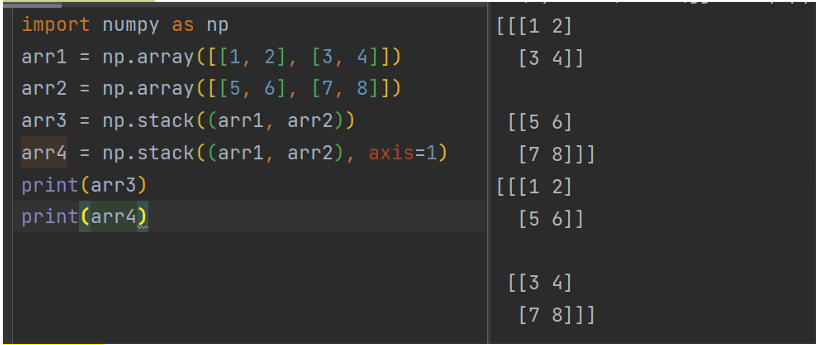 import numpy as np
arr1 = np.array([[1, 2], [3, 4]])
arr2 = np.array([[5, 6], [7, 8]])
arr3 = np.stack((arr1, arr2))
arr4 = np.stack((arr1, arr2), axis=1)
print(arr3)
print(arr4)
[[[1 2]
  [3 4]]

 [[5 6]
  [7 8]]]
[[[1 2]
  [5 6]]

 [[3 4]
  [7 8]]]